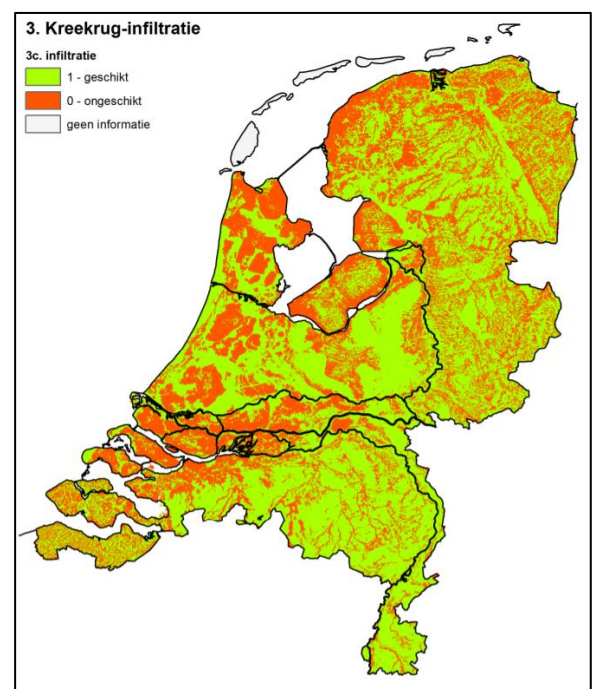 3. Kreekrug-infiltratie
3c. infiltratie
1 - geschikt
0 - ongeschikt
geen informatie